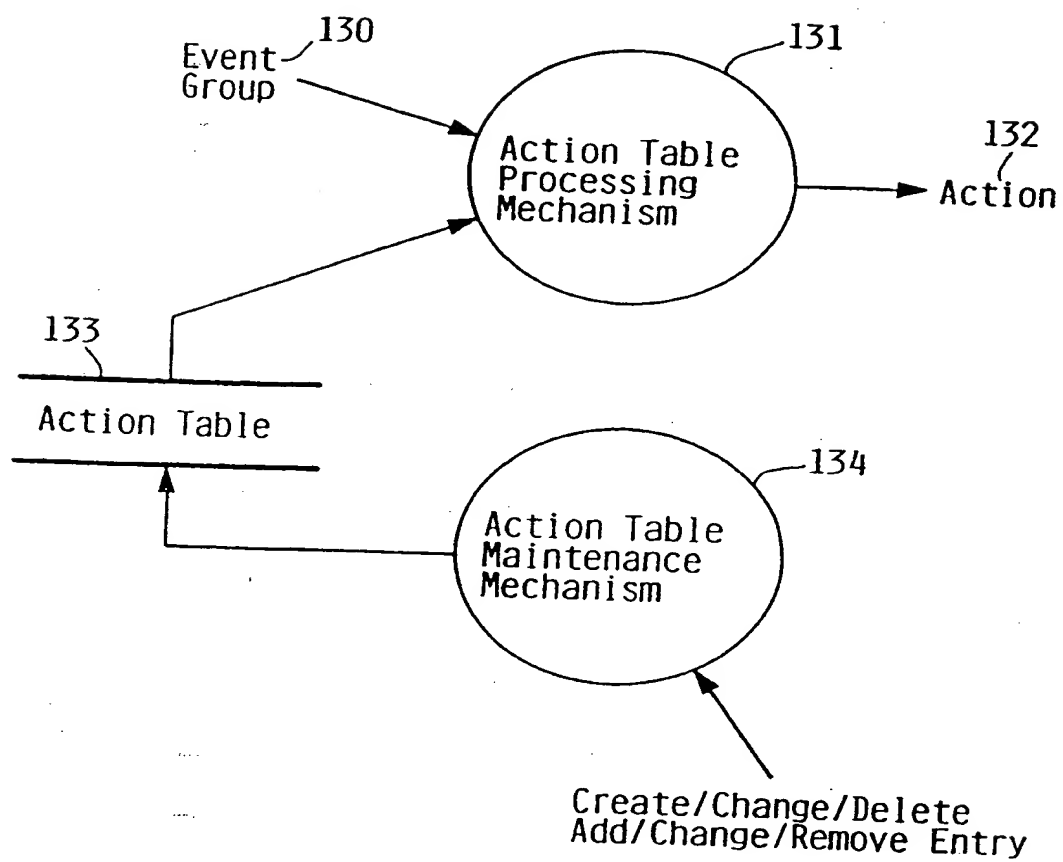 130
Event
Group
131
Action Table
Processing
Mechanism
132
Action
133
Action Table
134
Action Table
Maintenance
Mechanism
Create/Change/Delete
Add/Change/Remove Entry